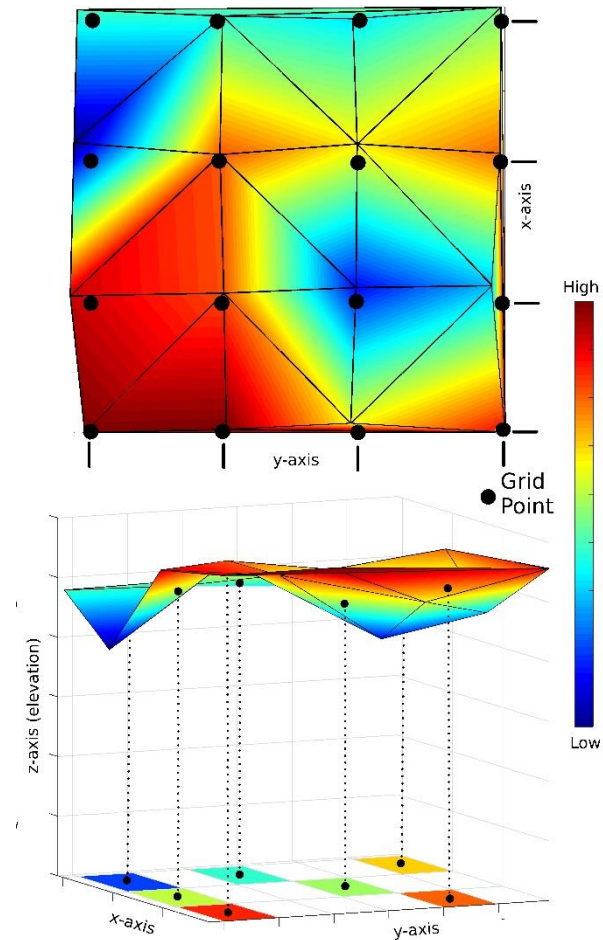 x-axis
High
y-axis
Grid
Point
z-axis (elevation)
Low
x-axis
y-axis